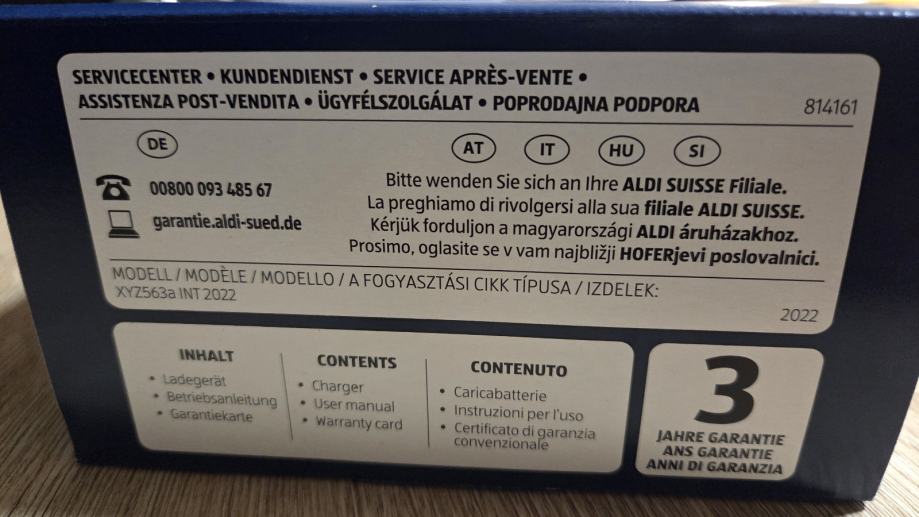 SERVICECENTER • KUNDENDIENST • SERVICE APRÈS-VENTE •
ASSISTENZA POST-VENDITA • ÜGYFÉLSZOLGÁLAT • POPRODAJNA PODPORA
814161
DE
00800 093 485 67
garantie.aldi-sued.de
AT IT HU SI
Bitte wenden Sie sich an Ihre ALDI SUISSE Filiale.
La preghiamo di rivolgersi alla sua filiale ALDI SUISSE.
Kérjük forduljon a magyarországi ALDI áruházakhoz.
Prosimo, oglasite se v vam najbližji HOFERjevi poslovalnici.
MODELL / MODÈLE / MODELLO / A FOGYASZTÁSI CIKK TÍPUSA / IZDELEK:
XYZ563a INT 2022
2022
INHALT
• Ladegerät
• Betriebsanleitung
• Garantiekarte
CONTENTS
• Charger
• User manual
• Warranty card
CONTENUTO
• Caricabatterie
• Instruzioni per l'uso
• Certificato di garanzia
convenzionale
3
JAHRE GARANTIE
ANS GARANTIE
ANNI DI GARANZIA